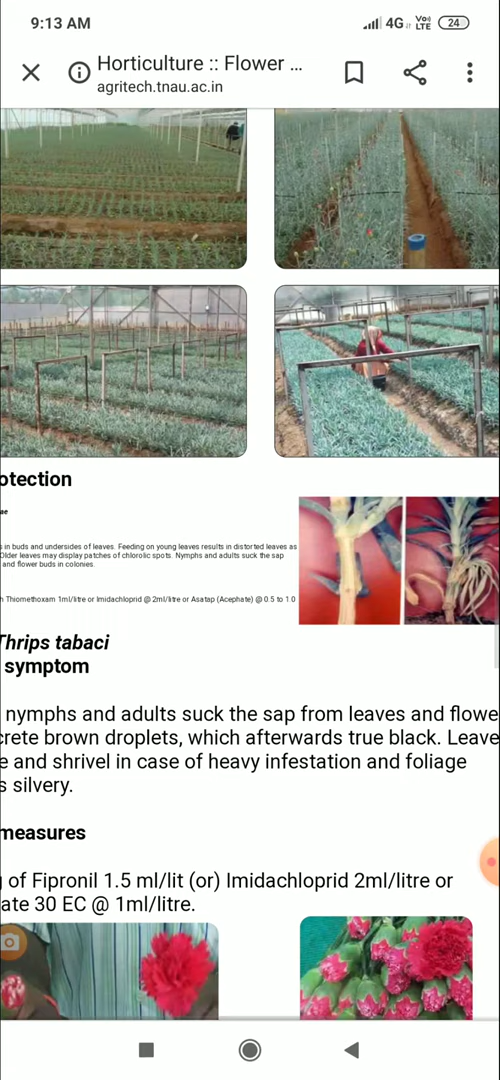 9:13 AM
4G
Vo))
LTE
24
Horticulture :: Flower ...
agritech.tnau.ac.in
otection
ae
s in buds and undersides of leaves. Feeding on young leaves results in distorted leaves as
Older leaves may display patches of chlorolic spots. Nymphs and adults suck the sap
and flower buds in colonies.
h Thiomethoxam 1ml/litre or Imidachloprid @ 2ml/litre or Asatap (Acephate) @ 0.5 to 1.0
Thrips tabaci
symptom
nymphs and adults suck the sap from leaves and flowe
crete brown droplets, which afterwards true black. Leave
e and shrivel in case of heavy infestation and foliage
s silvery.
measures
of Fipronil 1.5 ml/lit (or) Imidachloprid 2ml/litre or
ate 30 EC @ 1ml/litre.